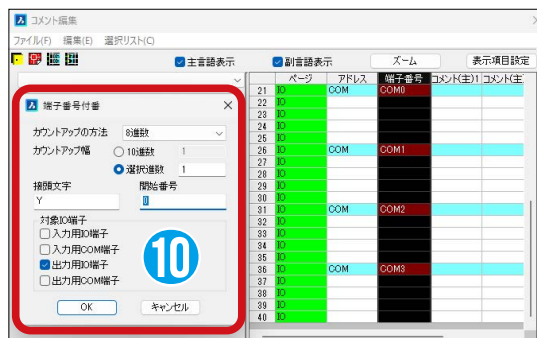 コメント編集
ファイル(F) 編集(E) 選択リスト(C)
主言語表示 副言語表示 ズーム 表示項目設定
端子番号付番
カウントアップの方法 8進数
カウントアップ幅 10進数 1
選択進数 1
接頭文字 開始番号
Y 0
対象IO端子
入力用IO端子
入力用COM端子
出力用IO端子
出力用COM端子
OK キャンセル
10
ページ アドレス 端子番号 コメント(主)1 コメント(主
21 IO COM COM0
22 IO
23 IO
24 IO
25 IO
26 IO COM COM1
27 IO
28 IO
29 IO
30 IO
31 IO COM COM2
32 IO
33 IO
34 IO
35 IO
36 IO COM COM3
37 IO
38 IO
39 IO
40 IO